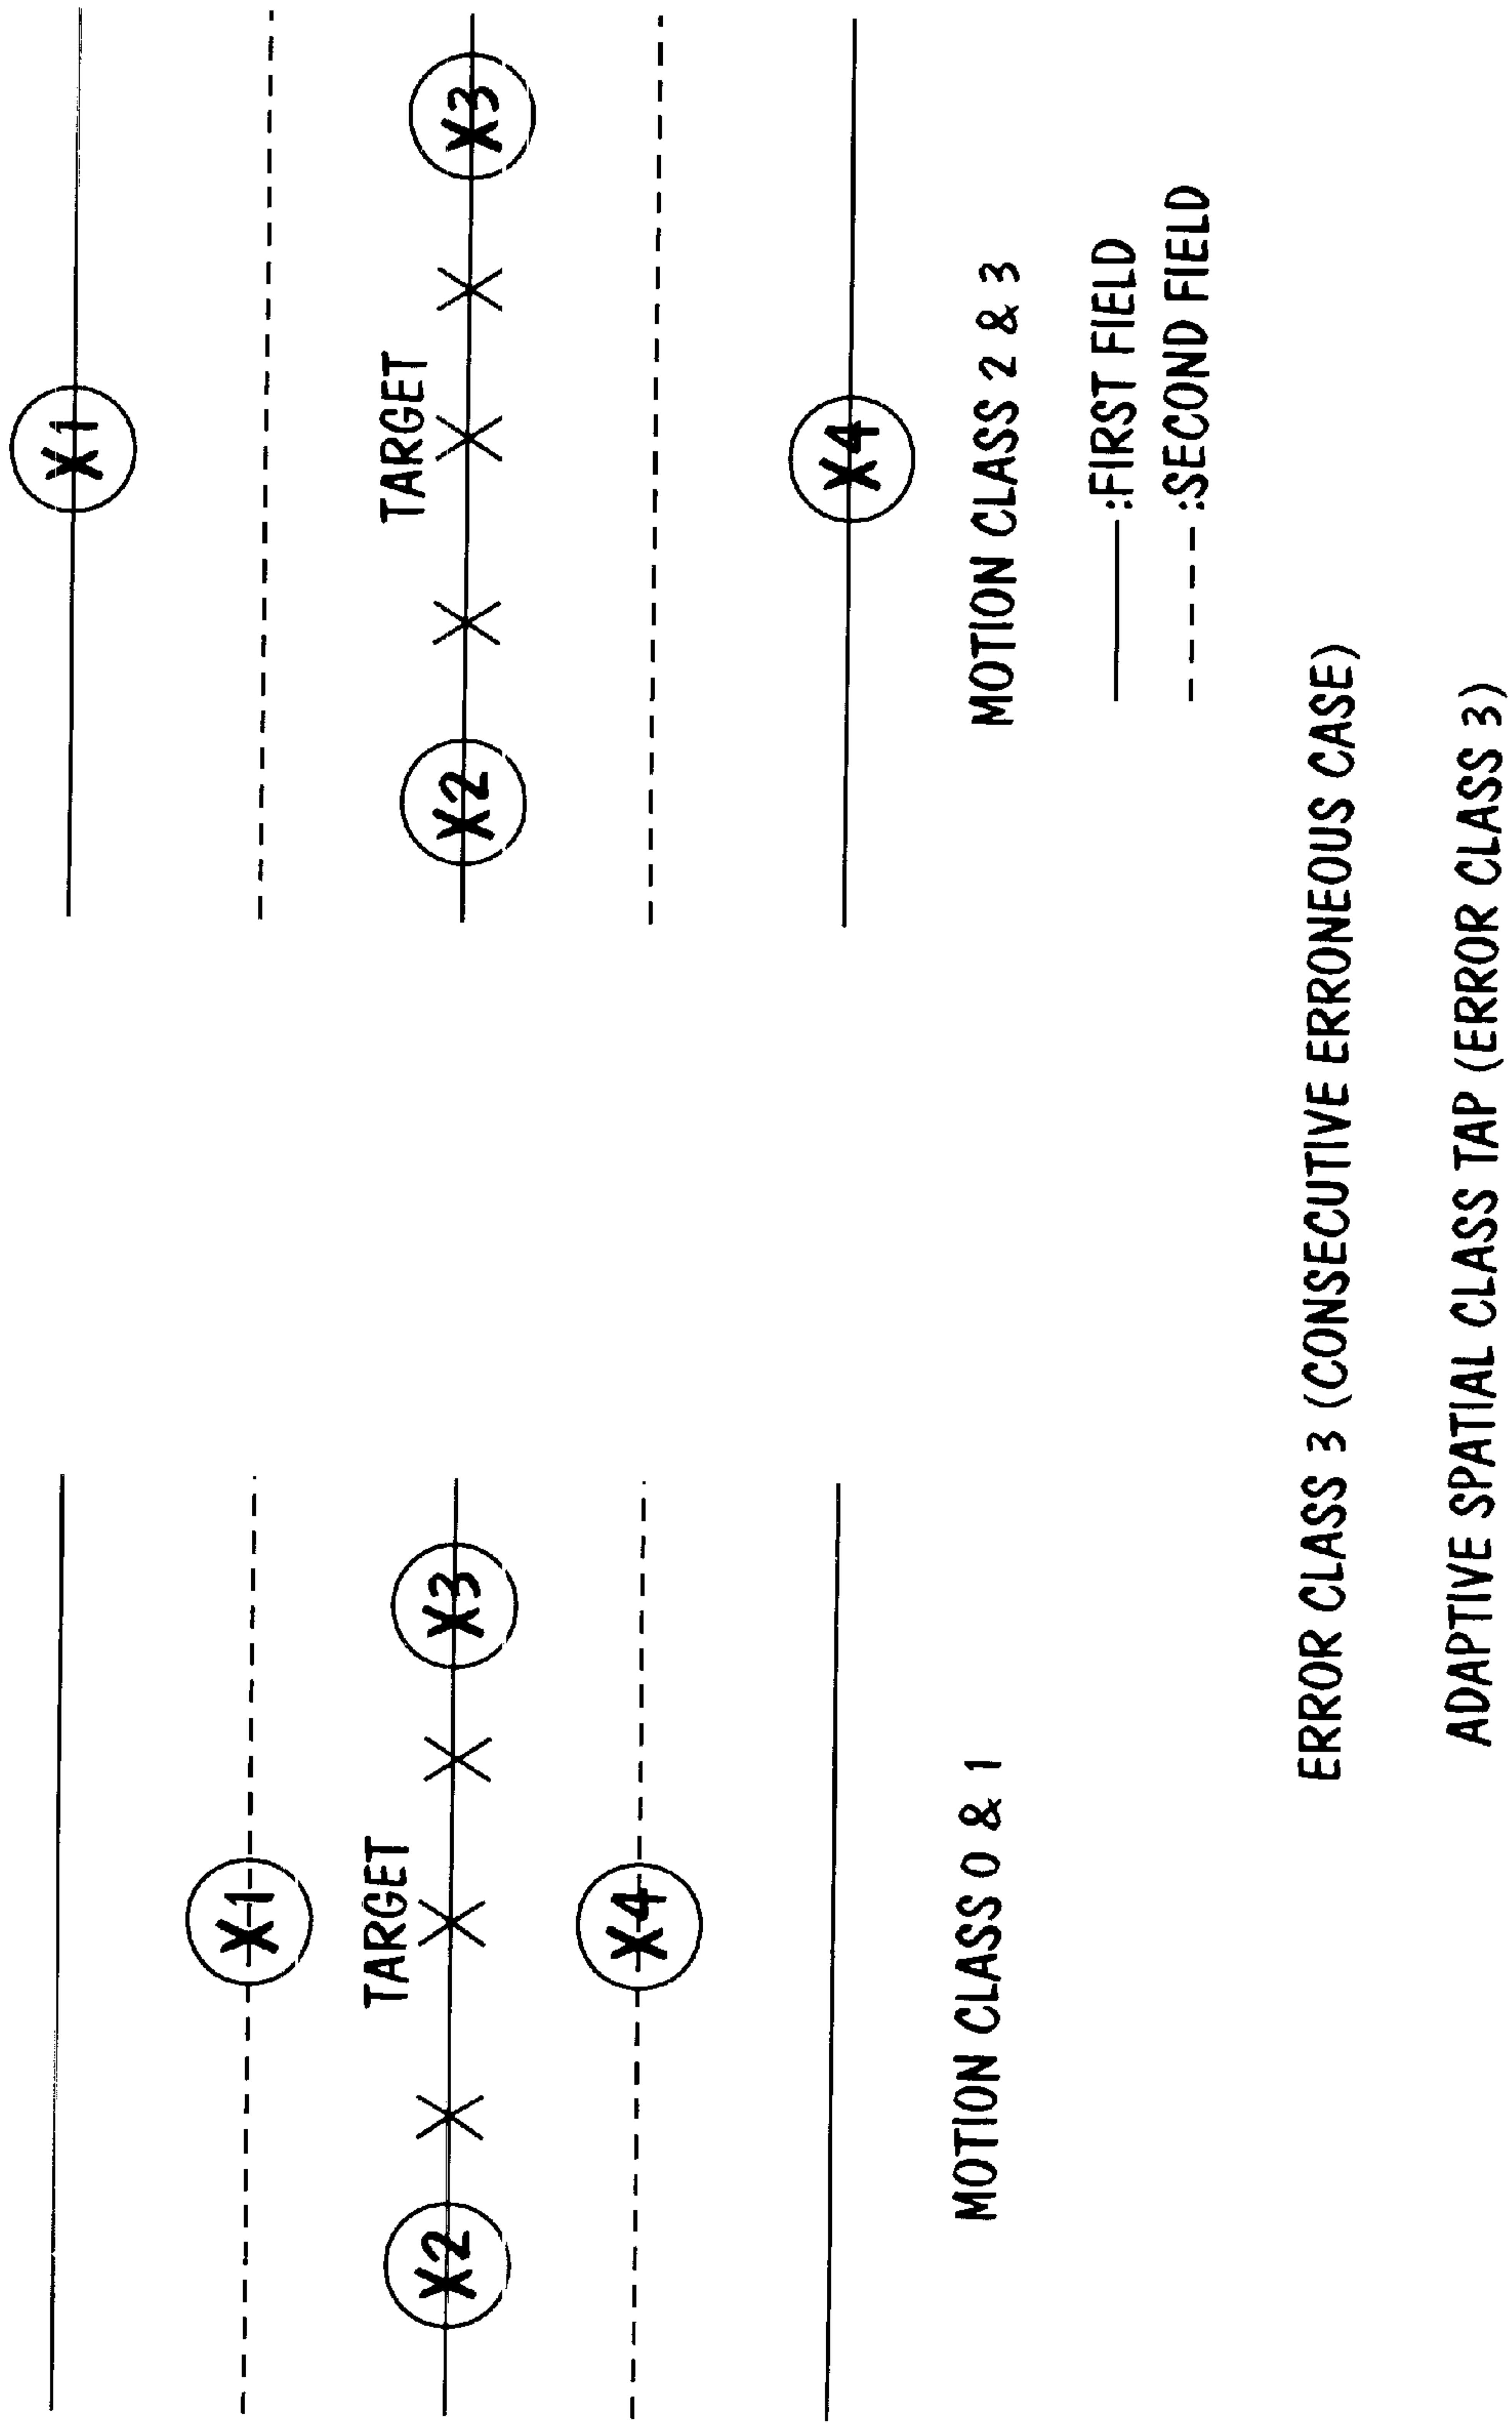 X1
TARGET
X2
X3
X4
MOTION CLASS 0 & 1
X1
TARGET
X2
X3
X4
MOTION CLASS 2 & 3
:FIRST FIELD
:SECOND FIELD
ERROR CLASS 3 (CONSECUTIVE ERRONEOUS CASE)
ADAPTIVE SPATIAL CLASS TAP (ERROR CLASS 3)